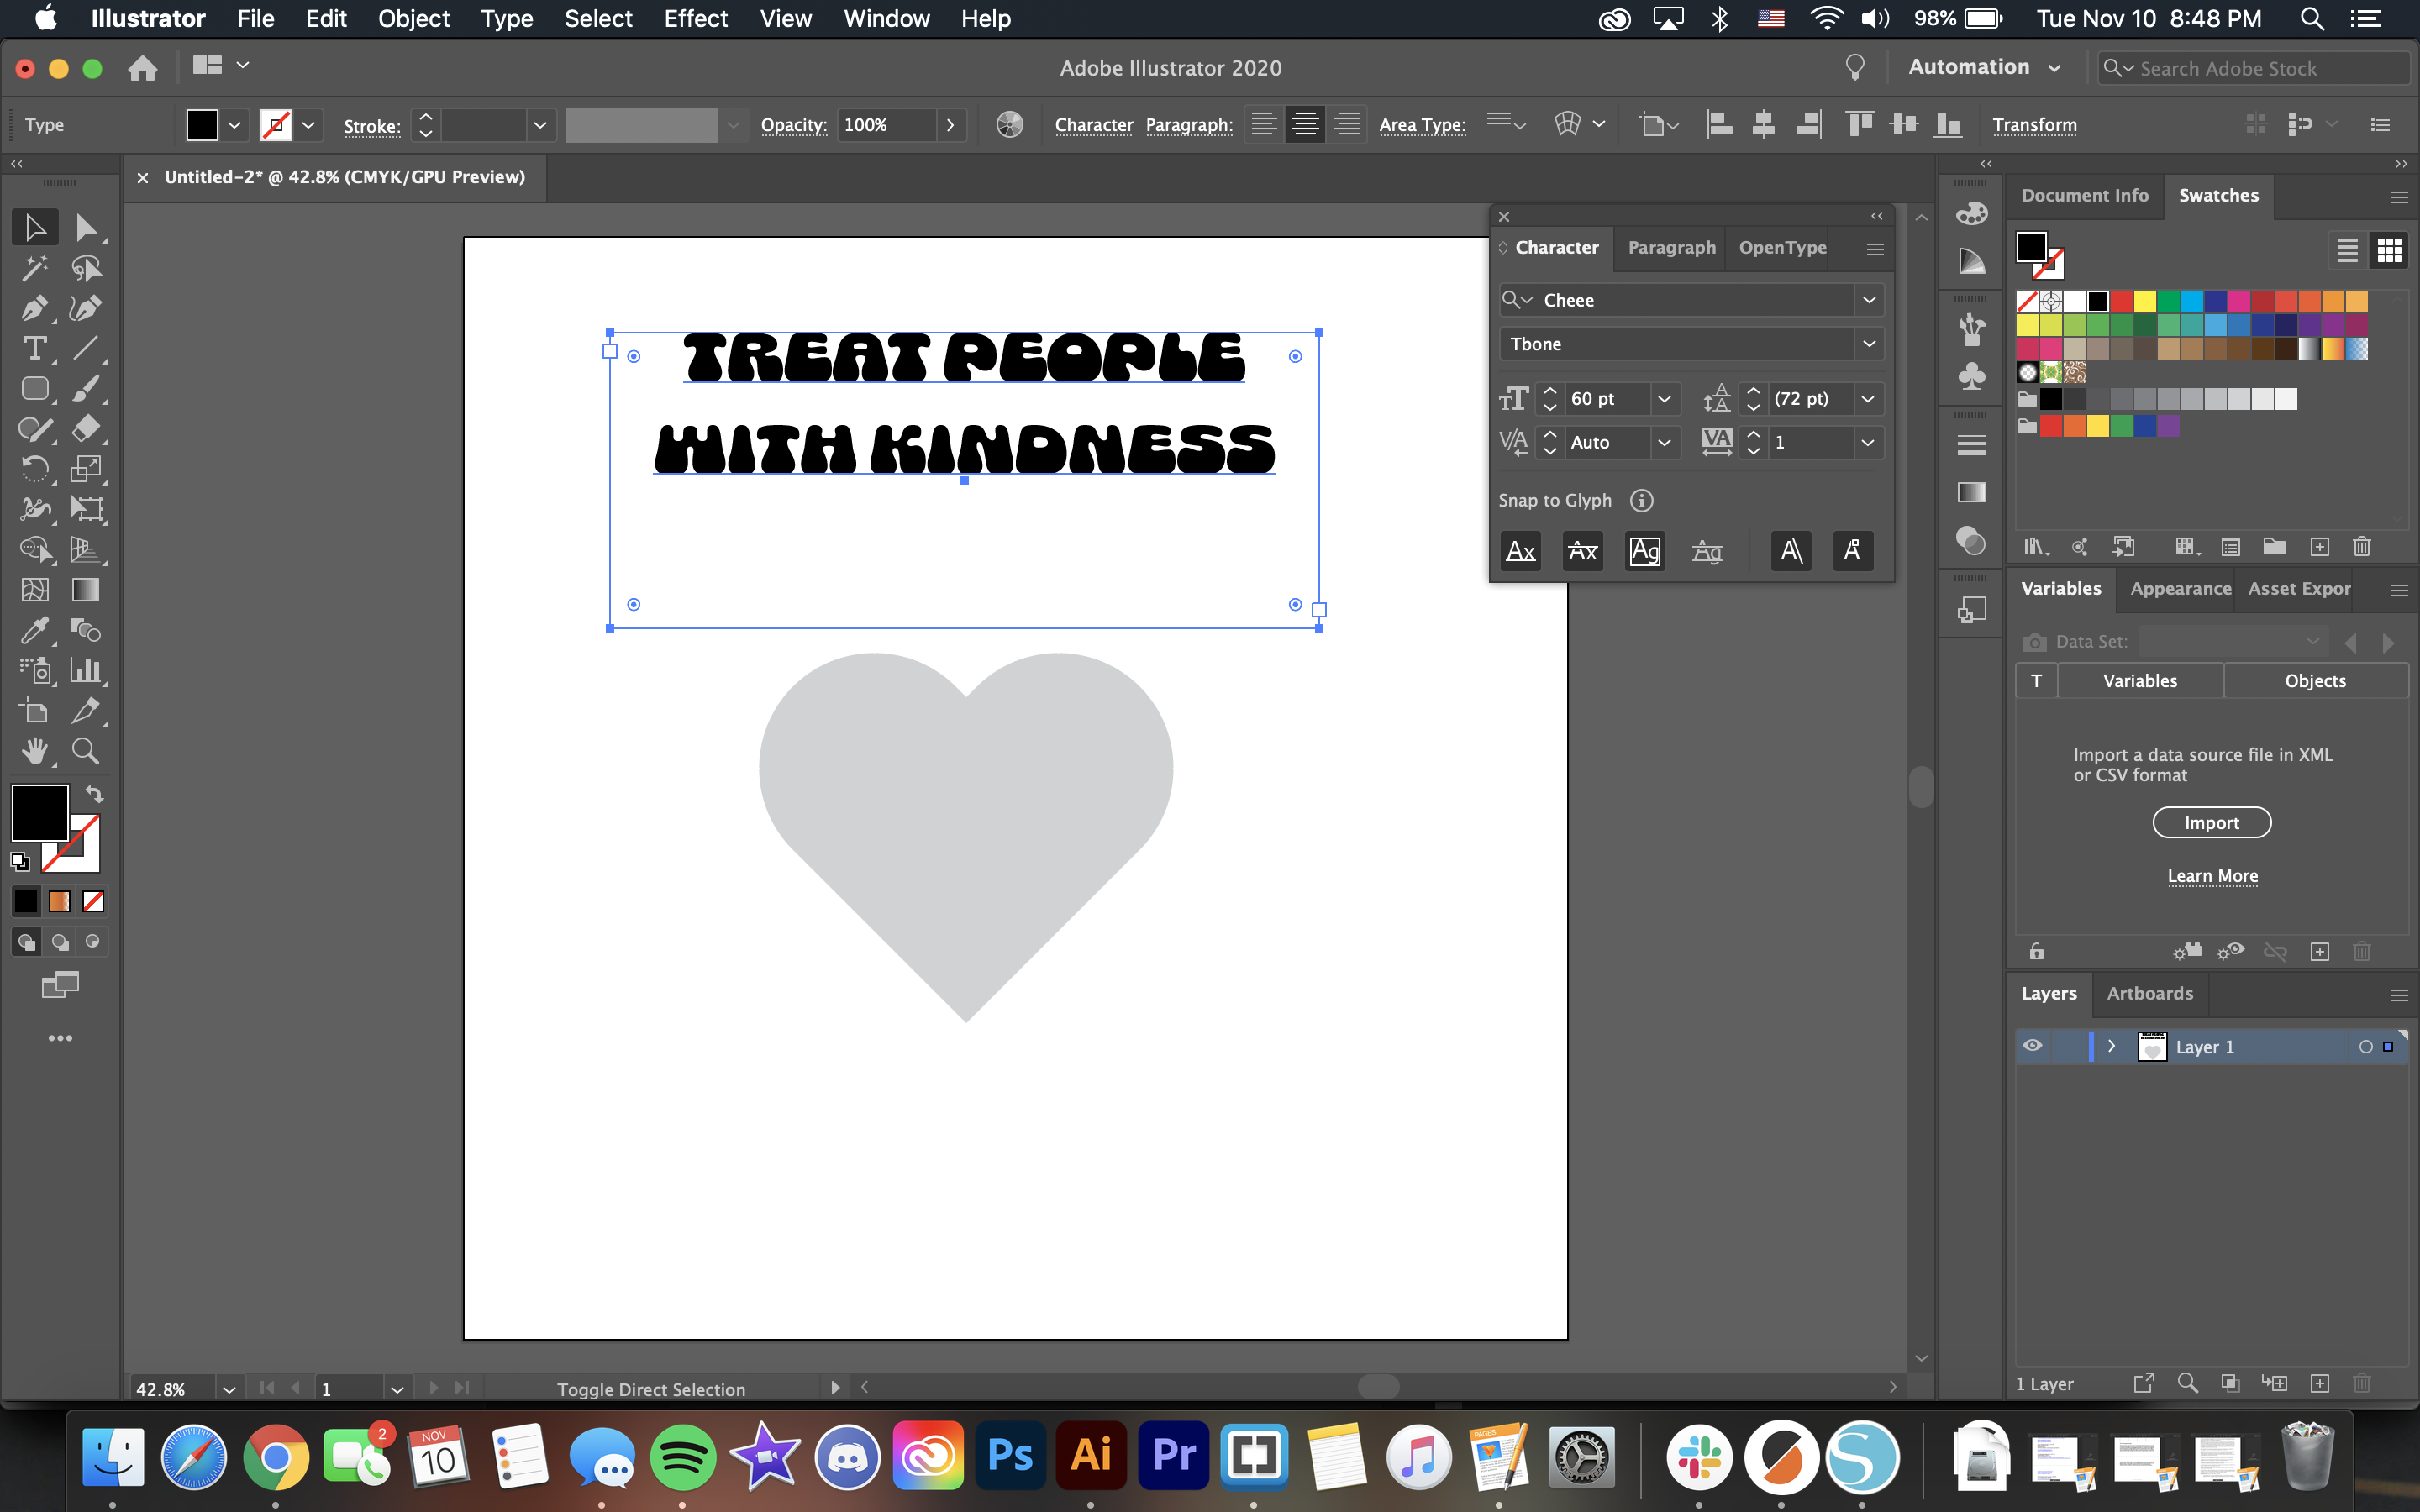 Illustrator File Edit Object Type Select Effect View Window Help 98% Tue Nov 10 8:48 PM
Adobe Illustrator 2020 Automation Search Adobe Stock
Type Stroke: Opacity: 100% Character Paragraph: Area Type: Transform
× Untitled-2* @ 42.8% (CMYK/GPU Preview)
Document Info Swatches
Character Paragraph OpenType
Cheee
Tbone
60 pt (72 pt)
Auto 1
Snap to Glyph
TREAT PEOPLE
WITH KINDNESS
Variables Appearance Asset Expor
Data Set:
T Variables Objects
Import a data source file in XML
or CSV format
Import
Learn More
Layers Artboards
Layer 1
1 Layer
42.8% 1 Toggle Direct Selection
2
NOV
10
Ps
Ai
Pr
PAGES